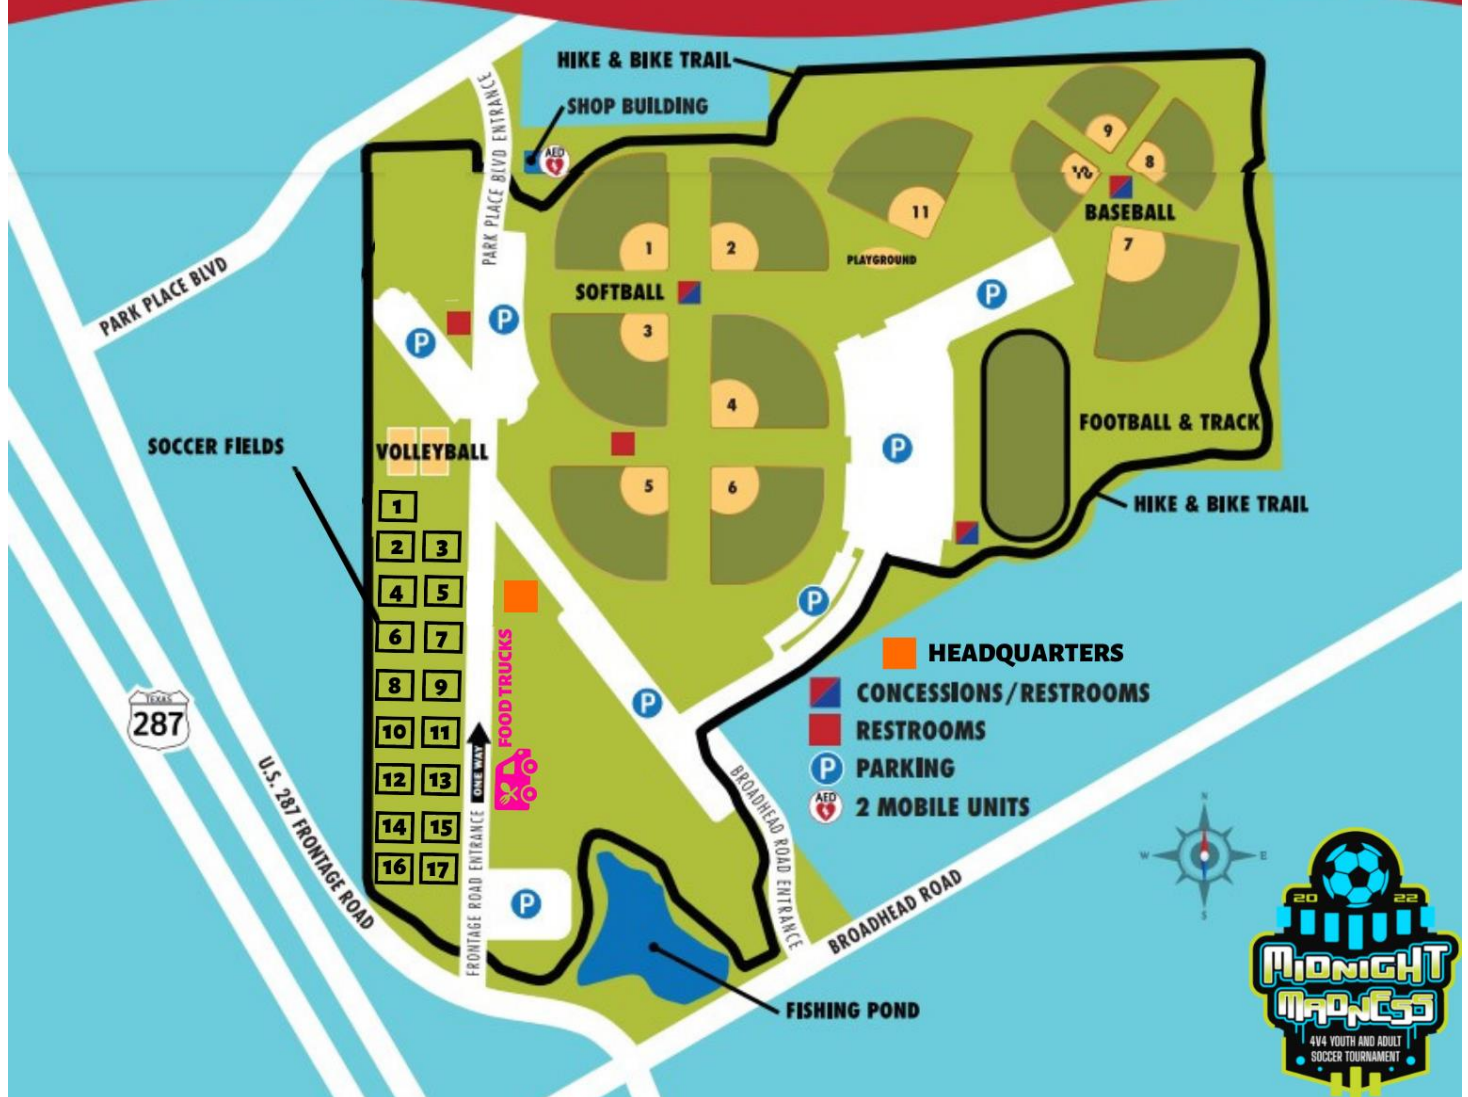 HIKE & BIKE TRAIL
SHOP BUILDING
AED
PARK PLACE BLVD ENTRANCE
PARK PLACE BLVD
1
2
SOFTBALL
3
4
5
6
11
PLAYGROUND
9
8
10
BASEBALL
7
P
P
P
P
FOOTBALL & TRACK
HIKE & BIKE TRAIL
SOCCER FIELDS
VOLLEYBALL
1
2 3
4 5
6 7
8 9
10 11
12 13
14 15
16 17
FOOD TRUCKS
ONE WAY
FRONTAGE ROAD ENTRANCE
P
P
P
TEXAS
287
U.S. 287 FRONTAGE ROAD
BROADHEAD ROAD ENTRANCE
BROADHEAD ROAD
FISHING POND
HEADQUARTERS
CONCESSIONS/RESTROOMS
RESTROOMS
P PARKING
AED 2 MOBILE UNITS
N
W E
S
20 22
MIDNIGHT
MADNESS
4V4 YOUTH AND ADULT
SOCCER TOURNAMENT